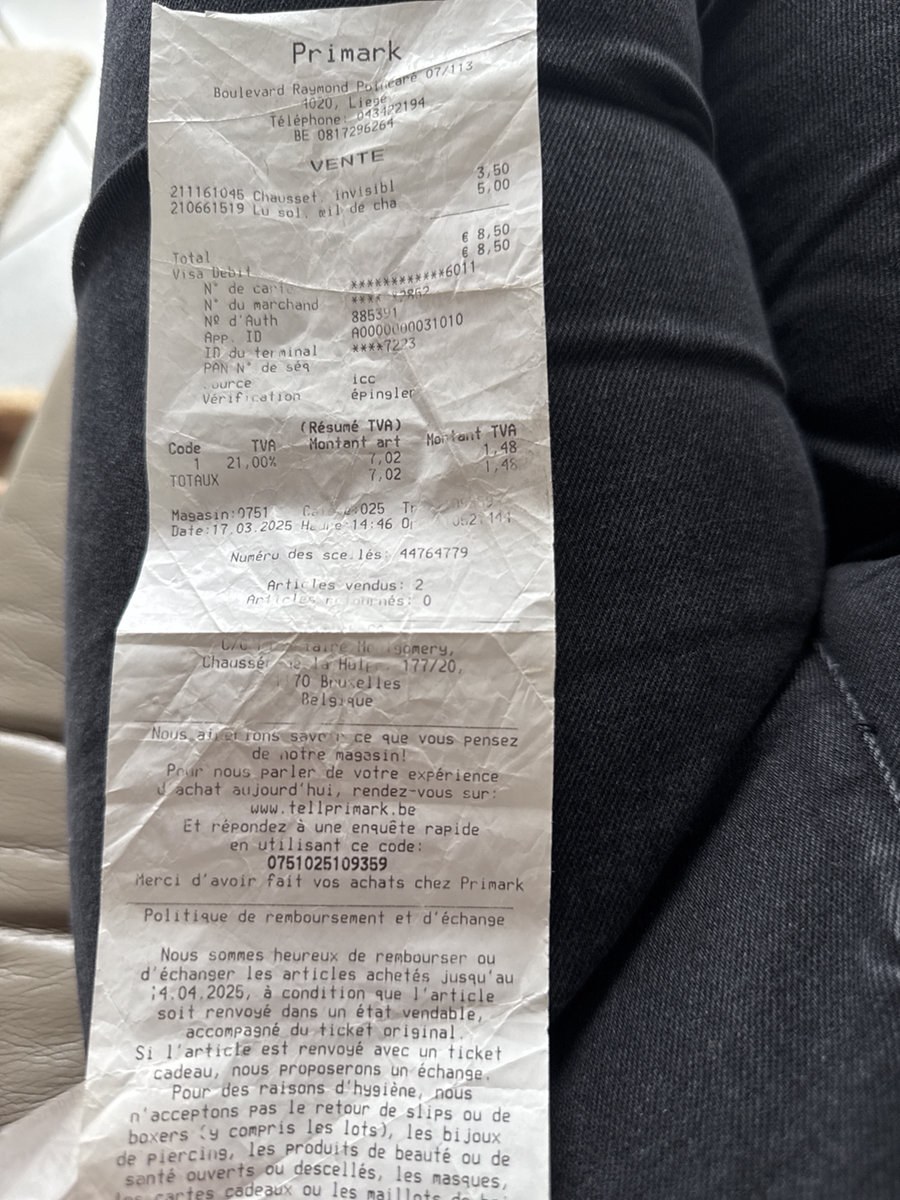 Primark
Boulevard Raymond Poincaré 07/113
4020, Liège
Téléphone: 043422194
BE 0817296264
VENTE
211161045 Chausset. invisibl 3,50
210661519 Lu sol. œil de cha 5,00
Total € 8,50
Visa Débit € 8,50
N° de carte ************6011
N° du marchand ****
Nº d'Auth 885391
App. ID A0000000031010
ID du terminal ****7223
PAN N° de séq
Source icc
Vérification épingler
(Résumé TVA)
Code TVA Montant art Montant TVA
1 21,00% 7,02 1,48
TOTAUX 7,02 1,48
Magasin:0751 025
Date:17.03.2025 Heure 14:46
Numéro des scellés: 44764779
Articles vendus: 2
Articles retournés: 0
Montgomery,
Chaussée de la Hulpe, 177/20,
Bruxelles
Belgique
Nous aimerions savoir ce que vous pensez
de notre magasin!
Pour nous parler de votre expérience
d'achat aujourd'hui, rendez-vous sur:
www.tellprimark.be
Et répondez à une enquête rapide
en utilisant ce code:
0751025109359
Merci d'avoir fait vos achats chez Primark
Politique de remboursement et d'échange
Nous sommes heureux de rembourser ou
d'échanger les articles achetés jusqu'au
14.04.2025, à condition que l'article
soit renvoyé dans un état vendable,
accompagné du ticket original.
Si l'article est renvoyé avec un ticket
cadeau, nous proposerons un échange.
Pour des raisons d'hygiène, nous
n'acceptons pas le retour de slips ou de
boxers (y compris les lots), les bijoux
de piercing, les produits de beauté ou de
santé ouverts ou descellés, les masques,
les cartes cadeaux ou les maillots de